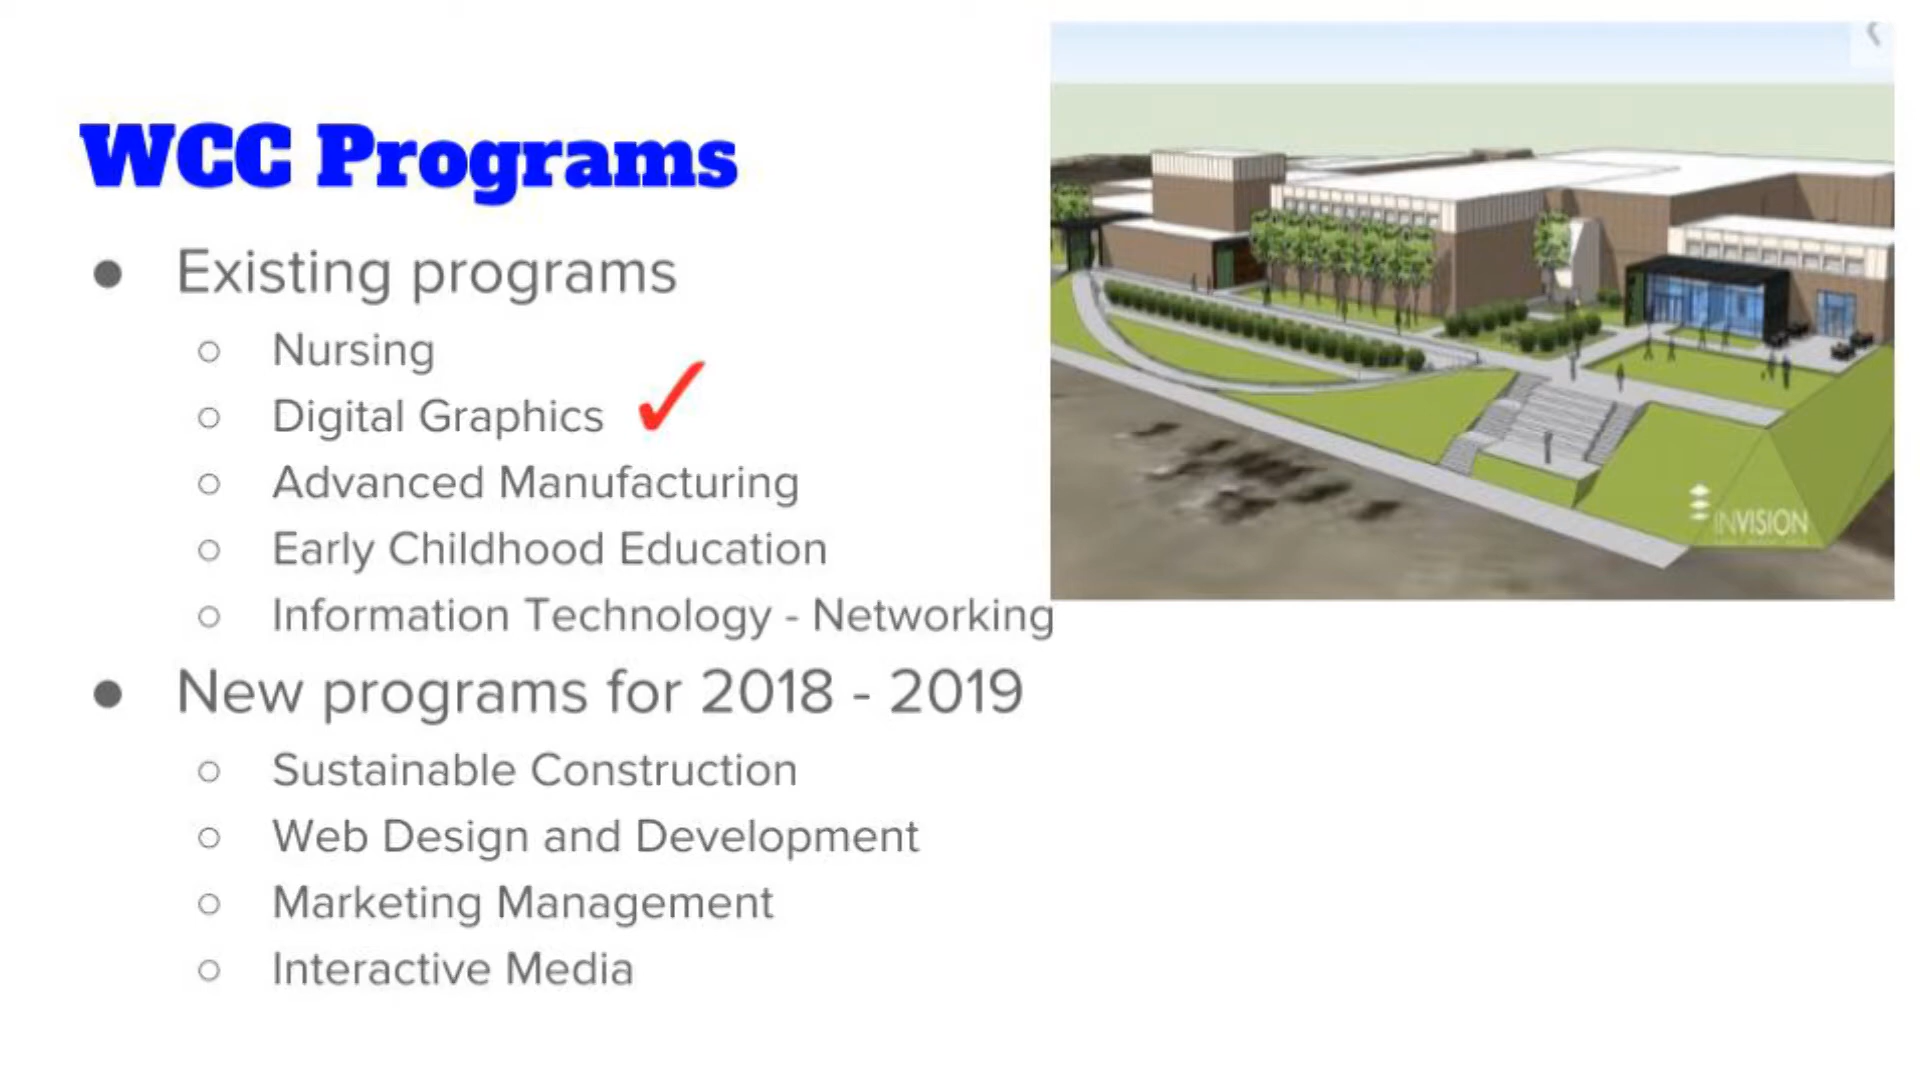 WCC Programs
● Existing programs
○ Nursing
○ Digital Graphics ✓
○ Advanced Manufacturing
○ Early Childhood Education
○ Information Technology - Networking
● New programs for 2018 - 2019
○ Sustainable Construction
○ Web Design and Development
○ Marketing Management
○ Interactive Media
INVISION